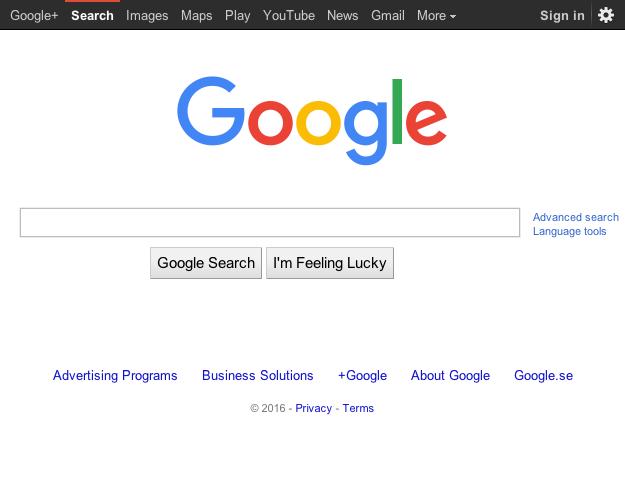 Google+ Search Images Maps Play YouTube News Gmail More Sign in
Google
Advanced search
Language tools
Google Search I'm Feeling Lucky
Advertising Programs Business Solutions +Google About Google Google.se
© 2016 - Privacy - Terms